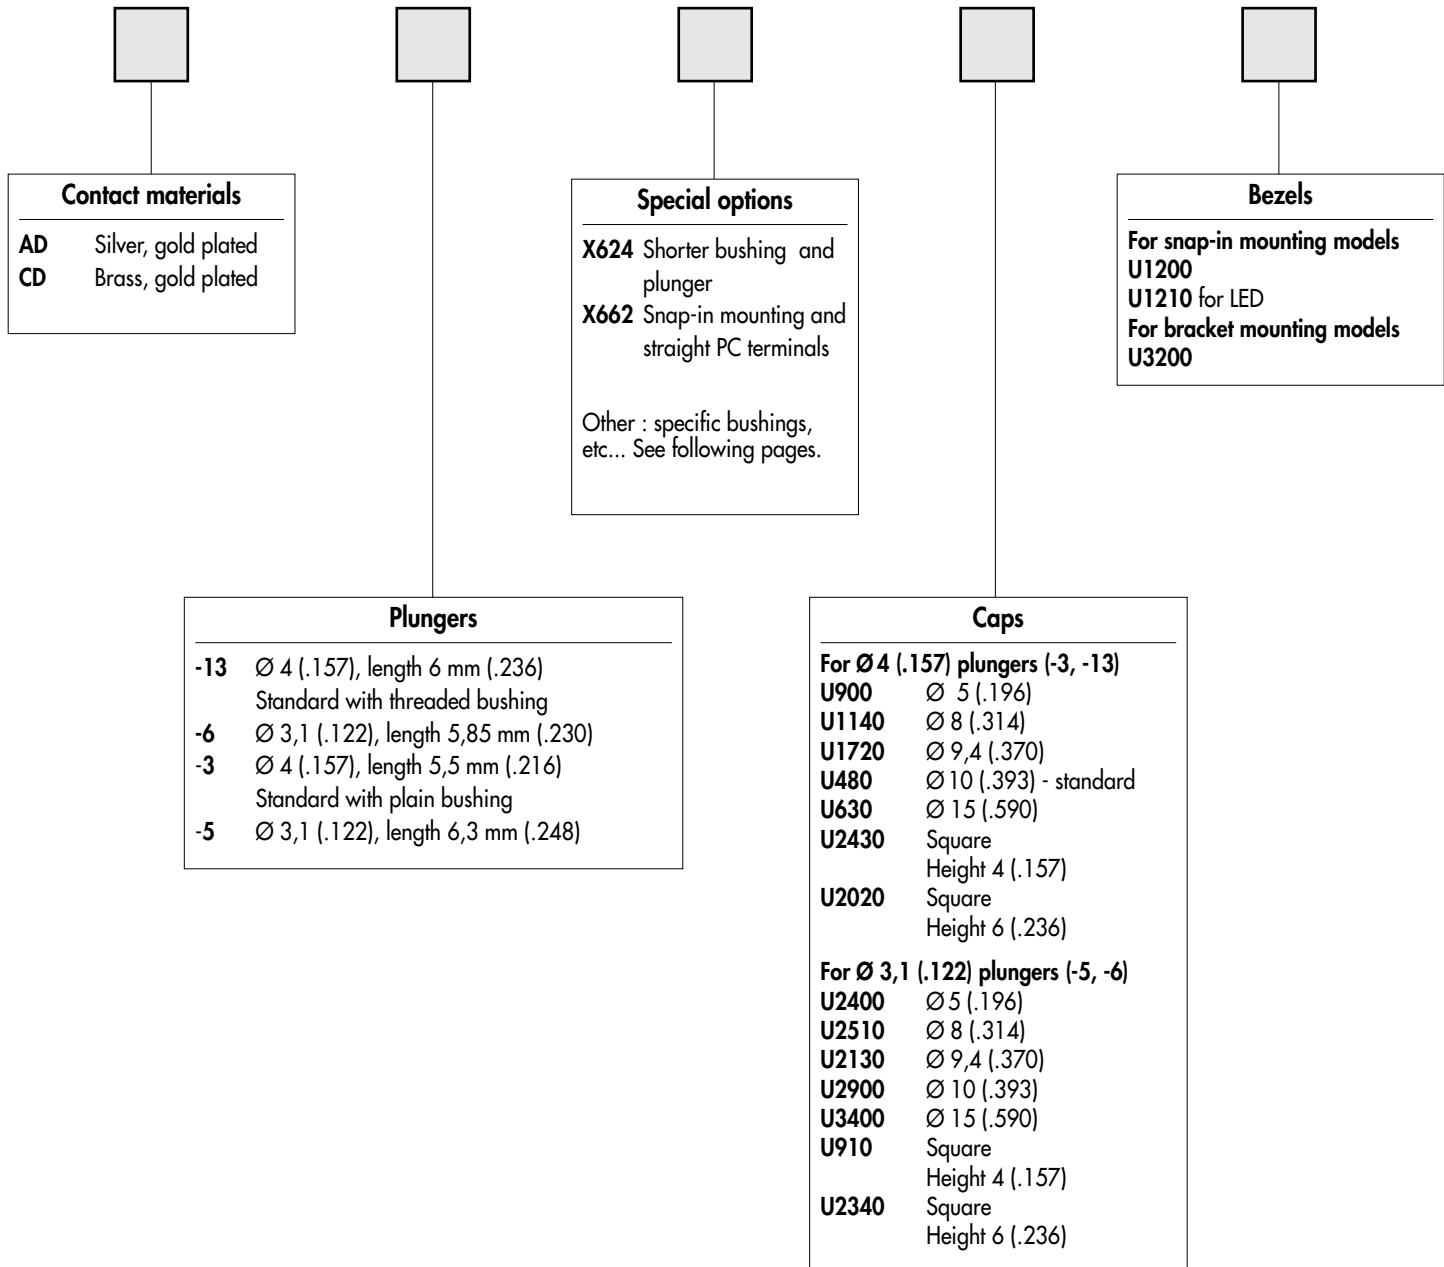 Contact materials
AD Silver, gold plated
CD Brass, gold plated
Plungers
-13 Ø 4 (.157), length 6 mm (.236)
Standard with threaded bushing
-6 Ø 3,1 (.122), length 5,85 mm (.230)
-3 Ø 4 (.157), length 5,5 mm (.216)
Standard with plain bushing
-5 Ø 3,1 (.122), length 6,3 mm (.248)
Special options
X624 Shorter bushing and
plunger
X662 Snap-in mounting and
straight PC terminals
Other : specific bushings,
etc... See following pages.
Caps
For Ø 4 (.157) plungers (-3, -13)
U900 Ø 5 (.196)
U1140 Ø 8 (.314)
U1720 Ø 9,4 (.370)
U480 Ø 10 (.393) - standard
U630 Ø 15 (.590)
U2430 Square
Height 4 (.157)
U2020 Square
Height 6 (.236)
For Ø 3,1 (.122) plungers (-5, -6)
U2400 Ø 5 (.196)
U2510 Ø 8 (.314)
U2130 Ø 9,4 (.370)
U2900 Ø 10 (.393)
U3400 Ø 15 (.590)
U910 Square
Height 4 (.157)
U2340 Square
Height 6 (.236)
Bezels
For snap-in mounting models
U1200
U1210 for LED
For bracket mounting models
U3200